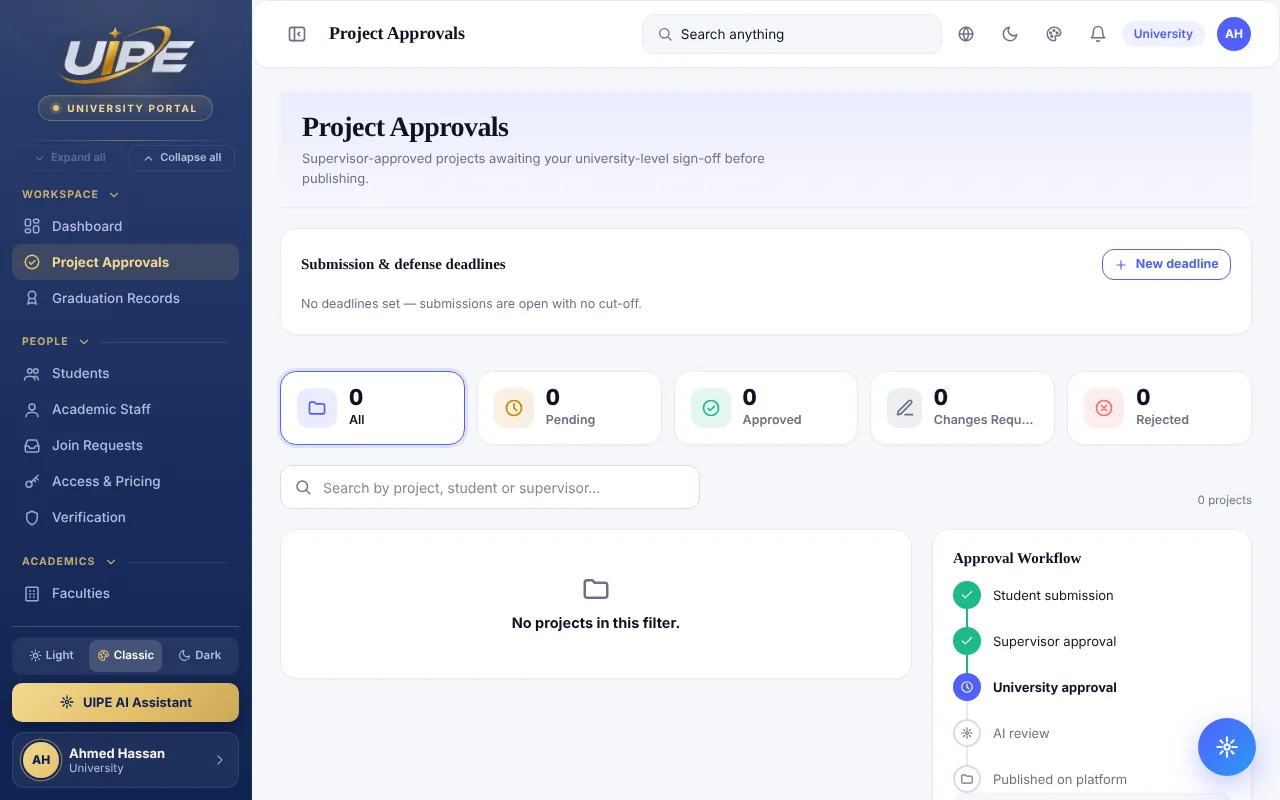 UIPE
UNIVERSITY PORTAL
Expand all
Collapse all
WORKSPACE
Dashboard
Project Approvals
Graduation Records
PEOPLE
Students
Academic Staff
Join Requests
Access & Pricing
Verification
ACADEMICS
Faculties
Light
Classic
Dark
UIPE AI Assistant
AH
Ahmed Hassan
University
Project Approvals
Search anything
University
AH
Project Approvals
Supervisor-approved projects awaiting your university-level sign-off before
publishing.
Submission & defense deadlines
New deadline
No deadlines set — submissions are open with no cut-off.
0
All
0
Pending
0
Approved
0
Changes Requ...
0
Rejected
Search by project, student or supervisor...
0 projects
No projects in this filter.
Approval Workflow
Student submission
Supervisor approval
University approval
AI review
Published on platform